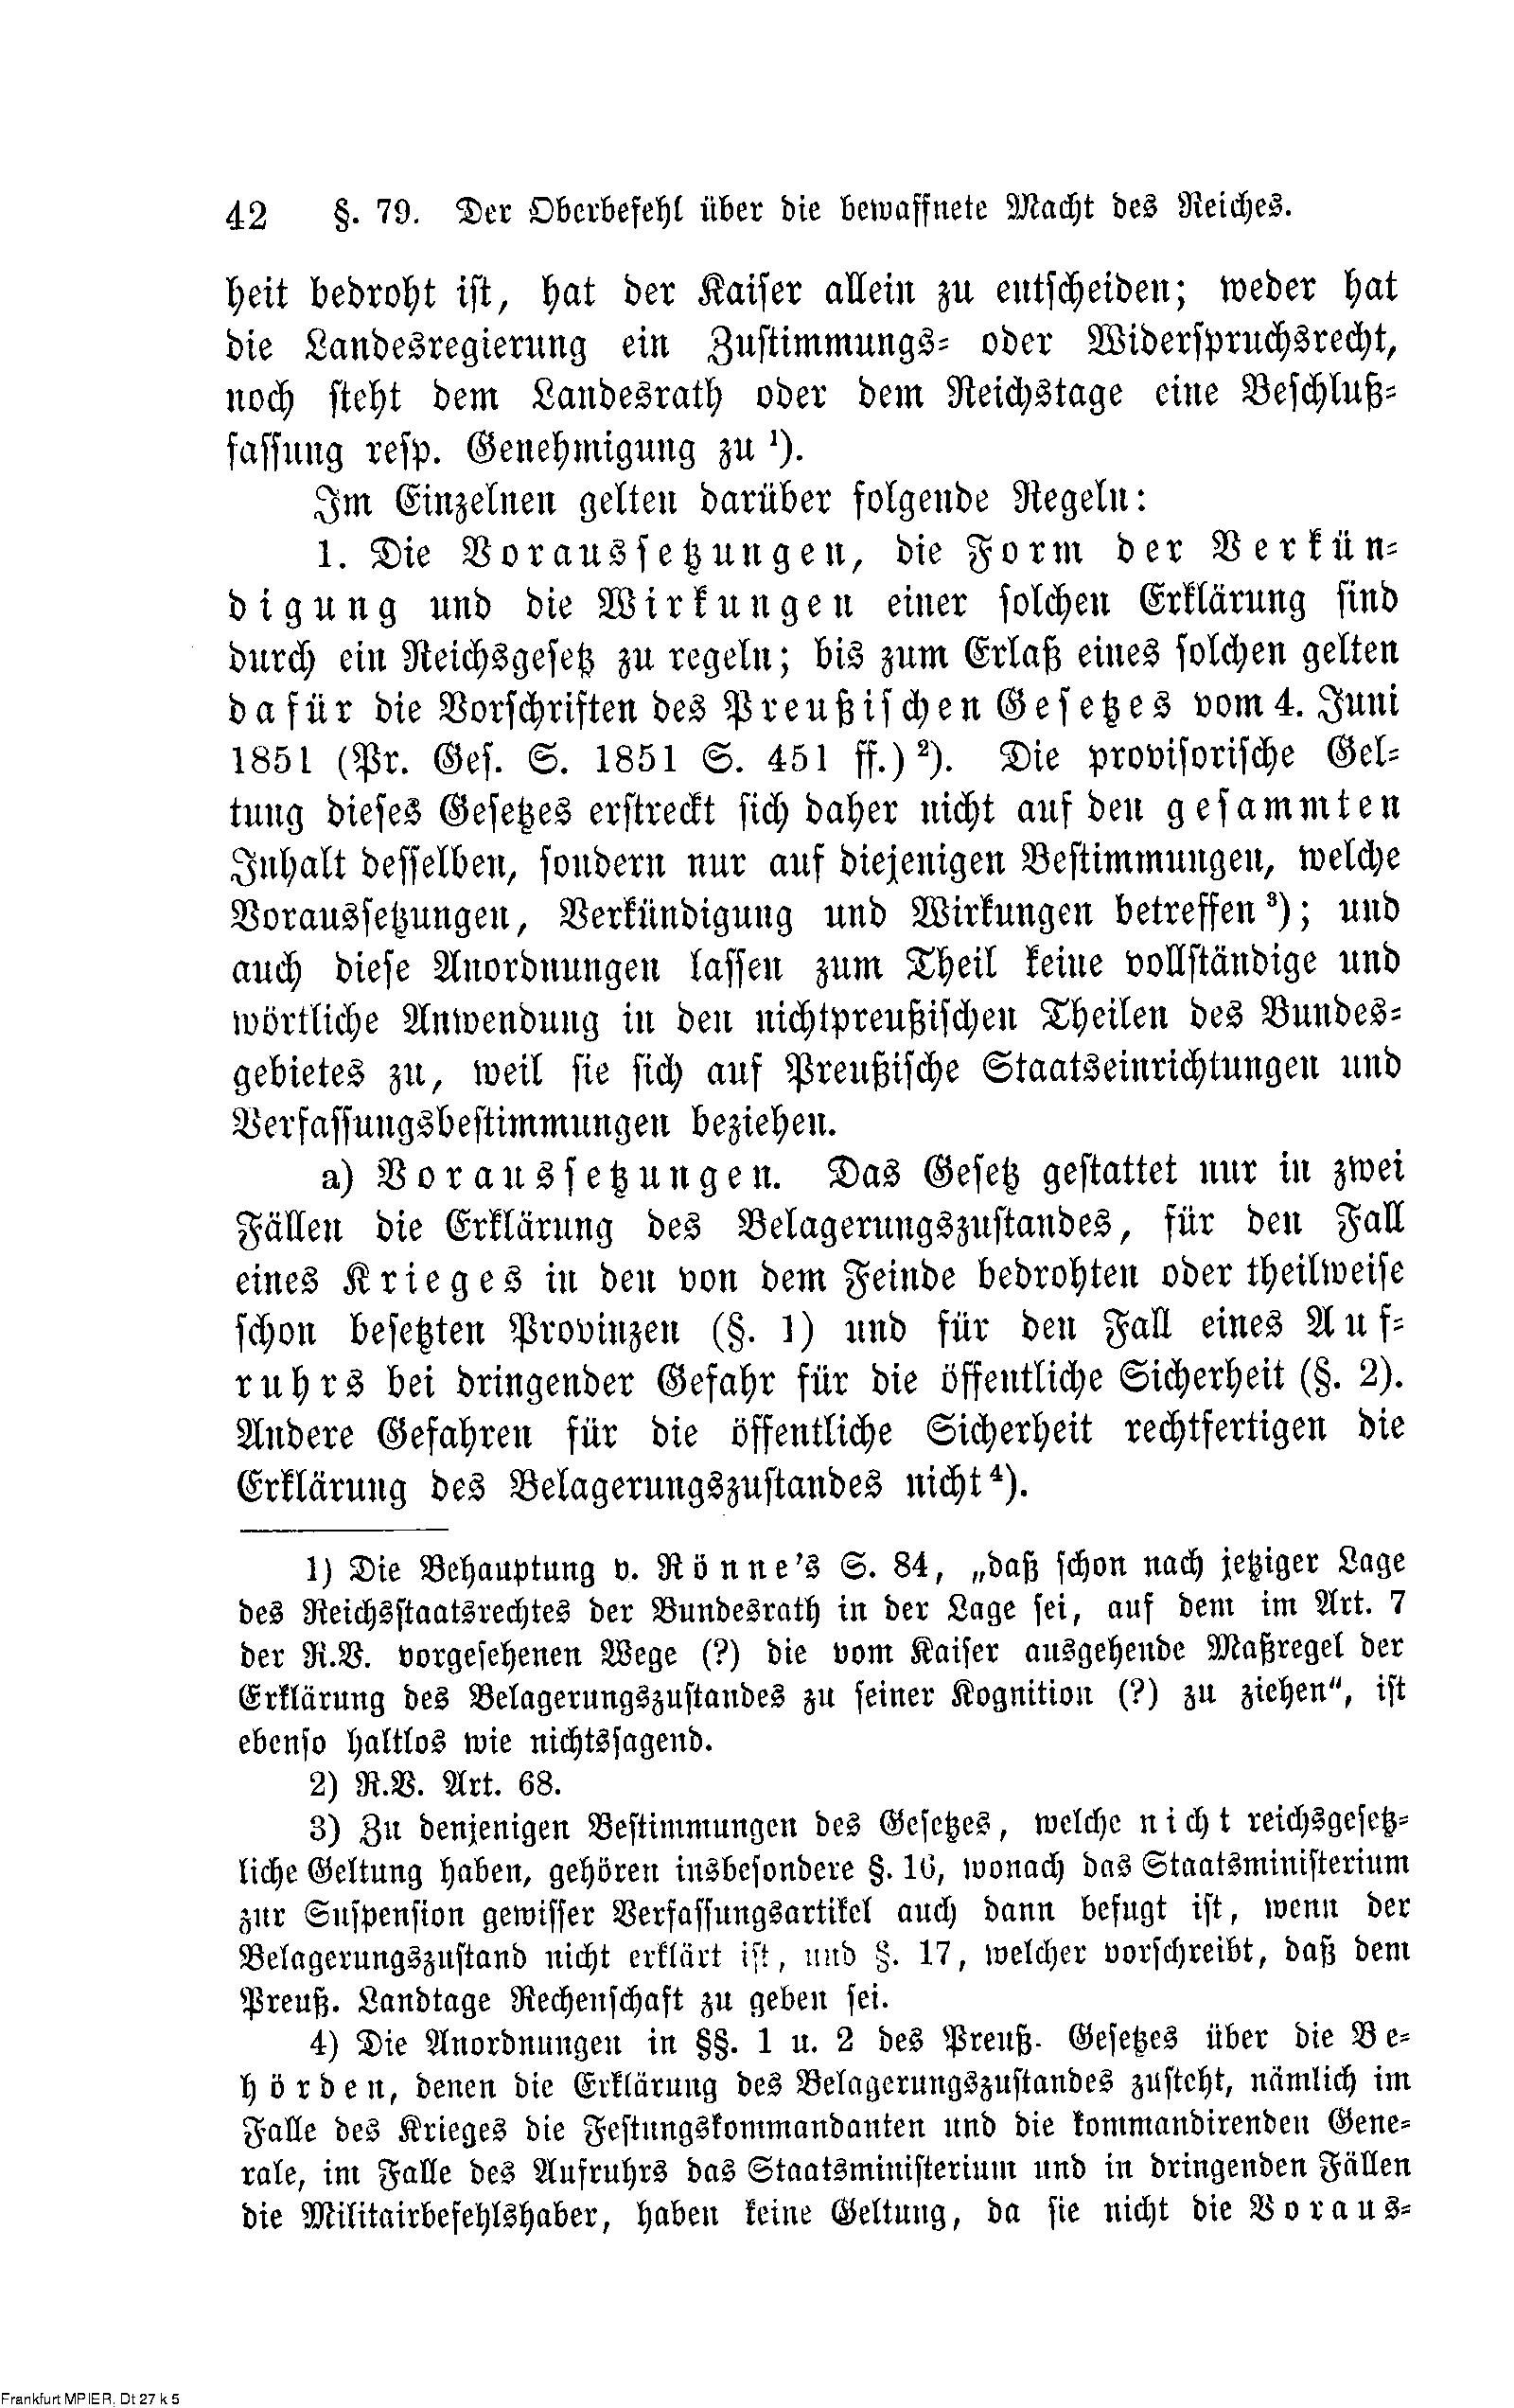 42 §. 79. Der Oberbefehl über die bewaffnete Macht des Reiches.
heit bedroht ist, hat der Kaiser allein zu entscheiden; weder hat
die Landesregierung ein Zustimmungs- oder Widerspruchsrecht,
noch steht dem Landesrath oder dem Reichstage eine Beschluß-
fassung resp. Genehmigung zu ¹).
Im Einzelnen gelten darüber folgende Regeln:
1. Die Voraussetzungen, die Form der Verkün-
digung und die Wirkungen einer solchen Erklärung sind
durch ein Reichsgesetz zu regeln; bis zum Erlaß eines solchen gelten
dafür die Vorschriften des Preußischen Gesetzes vom 4. Juni
1851 (Pr. Ges. S. 1851 S. 451 ff.) ²). Die provisorische Gel-
tung dieses Gesetzes erstreckt sich daher nicht auf den gesammten
Inhalt desselben, sondern nur auf diejenigen Bestimmungen, welche
Voraussetzungen, Verkündigung und Wirkungen betreffen ³); und
auch diese Anordnungen lassen zum Theil keine vollständige und
wörtliche Anwendung in den nichtpreußischen Theilen des Bundes-
gebietes zu, weil sie sich auf Preußische Staatseinrichtungen und
Verfassungsbestimmungen beziehen.
a) Voraussetzungen. Das Gesetz gestattet nur in zwei
Fällen die Erklärung des Belagerungszustandes, für den Fall
eines Krieges in den von dem Feinde bedrohten oder theilweise
schon besetzten Provinzen (§. 1) und für den Fall eines Auf-
ruhrs bei dringender Gefahr für die öffentliche Sicherheit (§. 2).
Andere Gefahren für die öffentliche Sicherheit rechtfertigen die
Erklärung des Belagerungszustandes nicht ⁴).
1) Die Behauptung v. Rönne's S. 84, „daß schon nach jetziger Lage
des Reichsstaatsrechtes der Bundesrath in der Lage sei, auf dem im Art. 7
der R.V. vorgesehenen Wege (?) die vom Kaiser ausgehende Maßregel der
Erklärung des Belagerungszustandes zu seiner Kognition (?) zu ziehen“, ist
ebenso haltlos wie nichtssagend.
2) R.V. Art. 68.
3) Zu denjenigen Bestimmungen des Gesetzes, welche nicht reichsgesetz-
liche Geltung haben, gehören insbesondere §. 16, wonach das Staatsministerium
zur Suspension gewisser Verfassungsartikel auch dann befugt ist, wenn der
Belagerungszustand nicht erklärt ist, und §. 17, welcher vorschreibt, daß dem
Preuß. Landtage Rechenschaft zu geben sei.
4) Die Anordnungen in §§. 1 u. 2 des Preuß. Gesetzes über die Be-
hörden, denen die Erklärung des Belagerungszustandes zusteht, nämlich im
Falle des Krieges die Festungskommandanten und die kommandirenden Gene-
rale, im Falle des Aufruhrs das Staatsministerium und in dringenden Fällen
die Militairbefehlshaber, haben keine Geltung, da sie nicht die Voraus-
Frankfurt MPIER, Dt 27 k 5